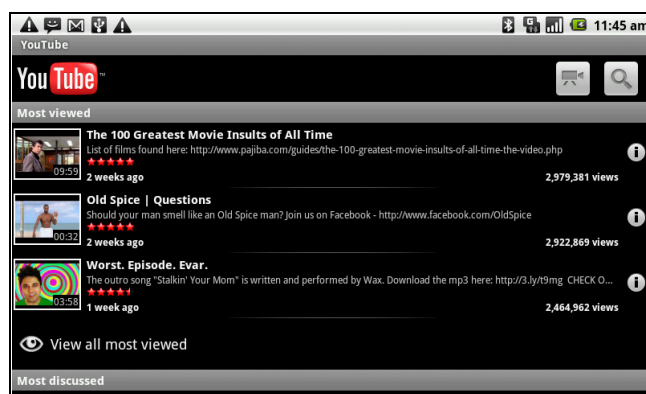 11:45 am
YouTube
You Tube ™
Most viewed
The 100 Greatest Movie Insults of All Time
List of films found here: http://www.pajiba.com/guides/the-100-greatest-movie-insults-of-all-time-the-video.php
09:59
2 weeks ago 2,979,381 views
Old Spice | Questions
Should your man smell like an Old Spice man? Join us on Facebook - http://www.facebook.com/OldSpice
00:32
2 weeks ago 2,922,869 views
Worst. Episode. Evar.
The outro song "Stalkin' Your Mom" is written and performed by Wax. Download the mp3 here: http://3.ly/t9mg CHECK O...
03:58
1 week ago 2,464,962 views
View all most viewed
Most discussed